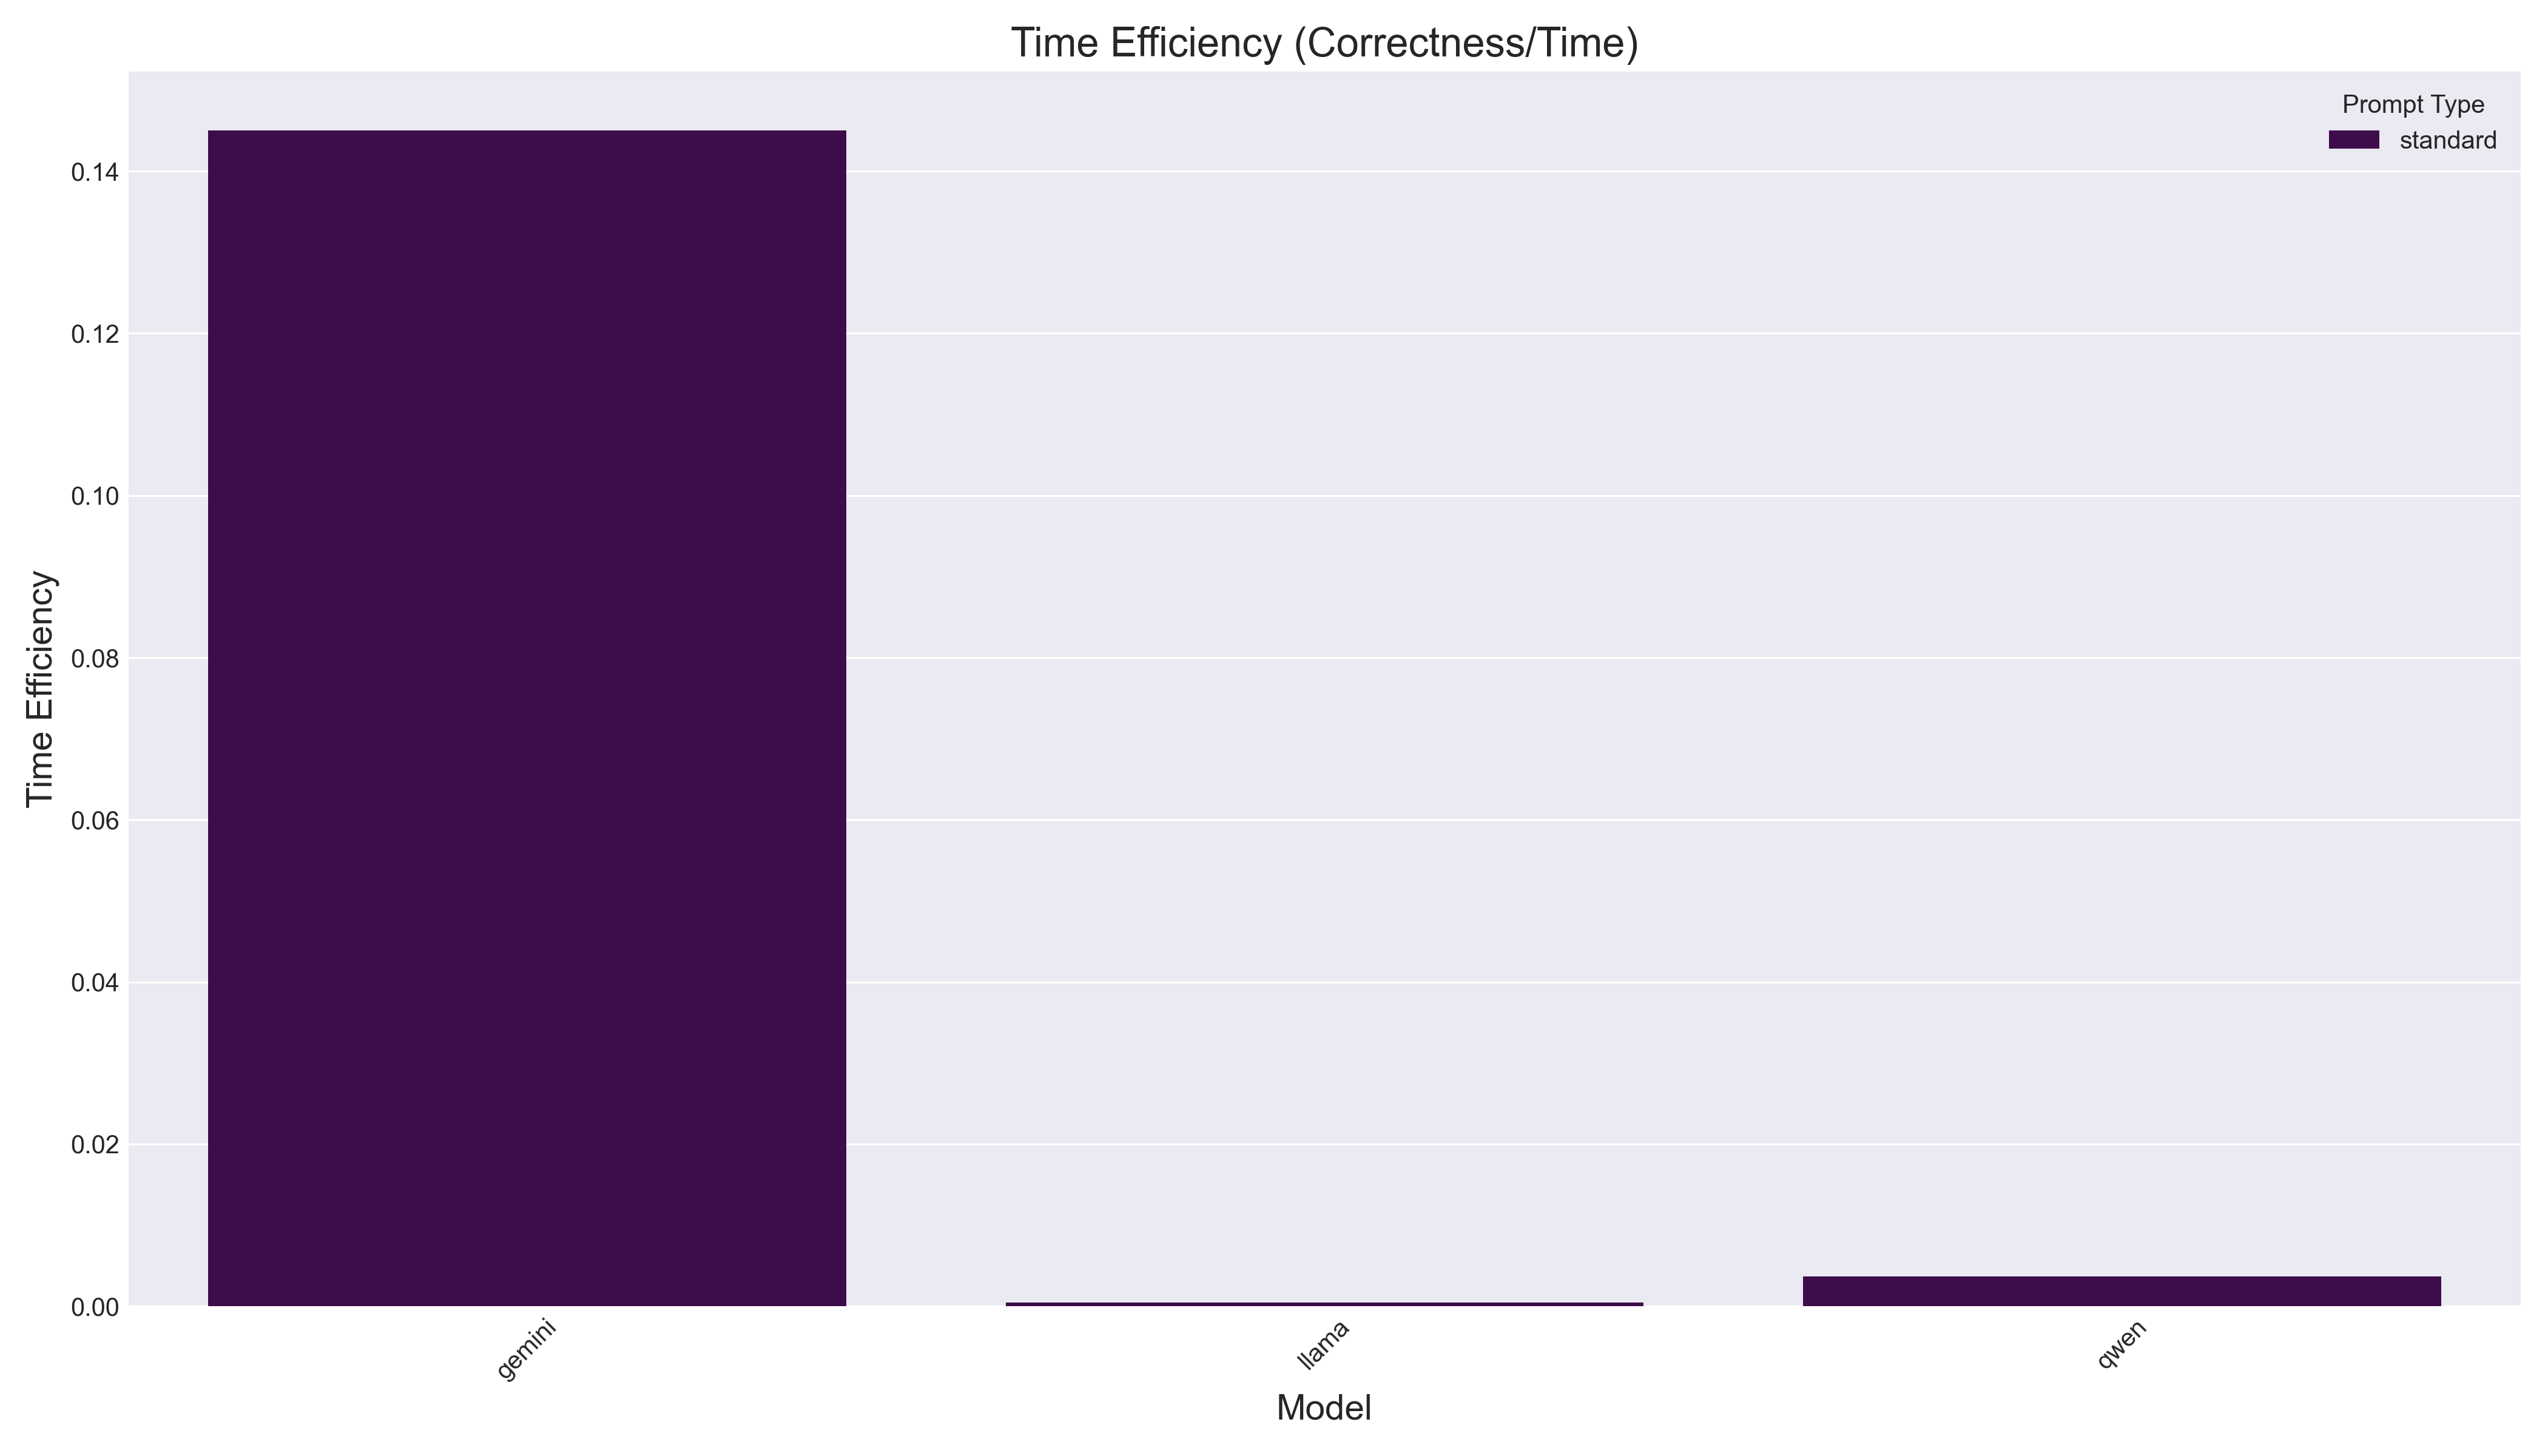 Time Efficiency (Correctness/Time)
Prompt Type
standard
Time Efficiency
0.14
0.12
0.10
0.08
0.06
0.04
0.02
0.00
gemini
llama
qwen
Model